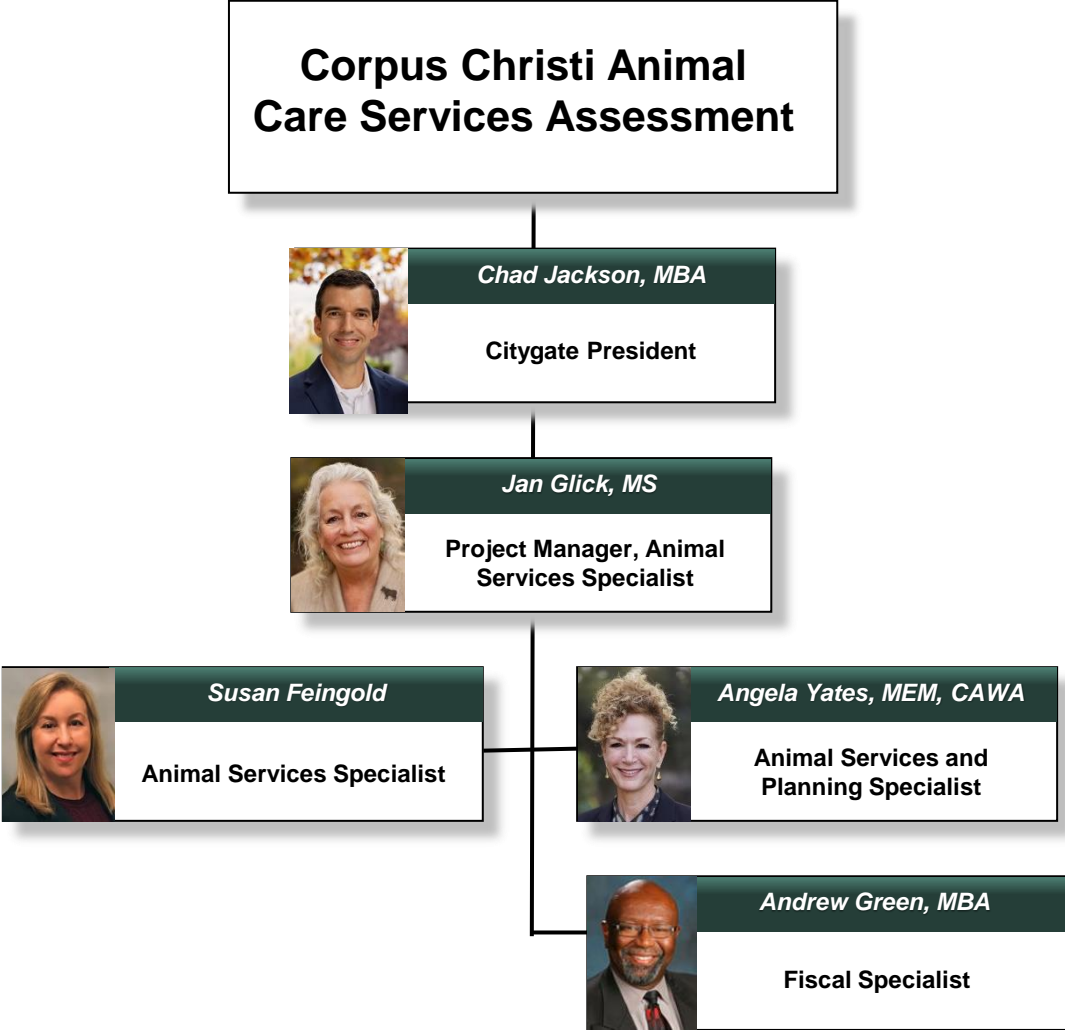 Corpus Christi Animal
Care Services Assessment
Chad Jackson, MBA
Citygate President
Jan Glick, MS
Project Manager, Animal
Services Specialist
Susan Feingold
Animal Services Specialist
Angela Yates, MEM, CAWA
Animal Services and
Planning Specialist
Andrew Green, MBA
Fiscal Specialist